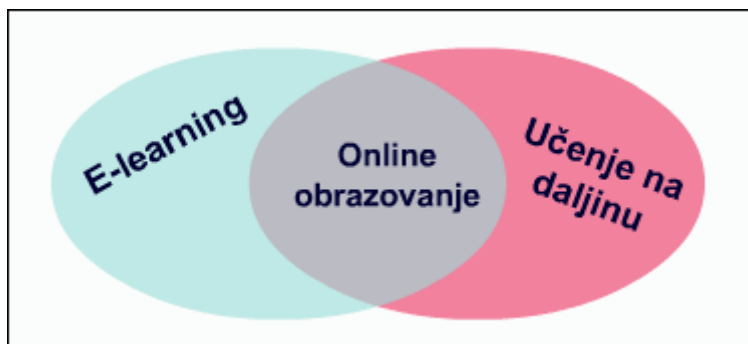 E-learning
Online
obrazovanje
Učenje na
daljinu